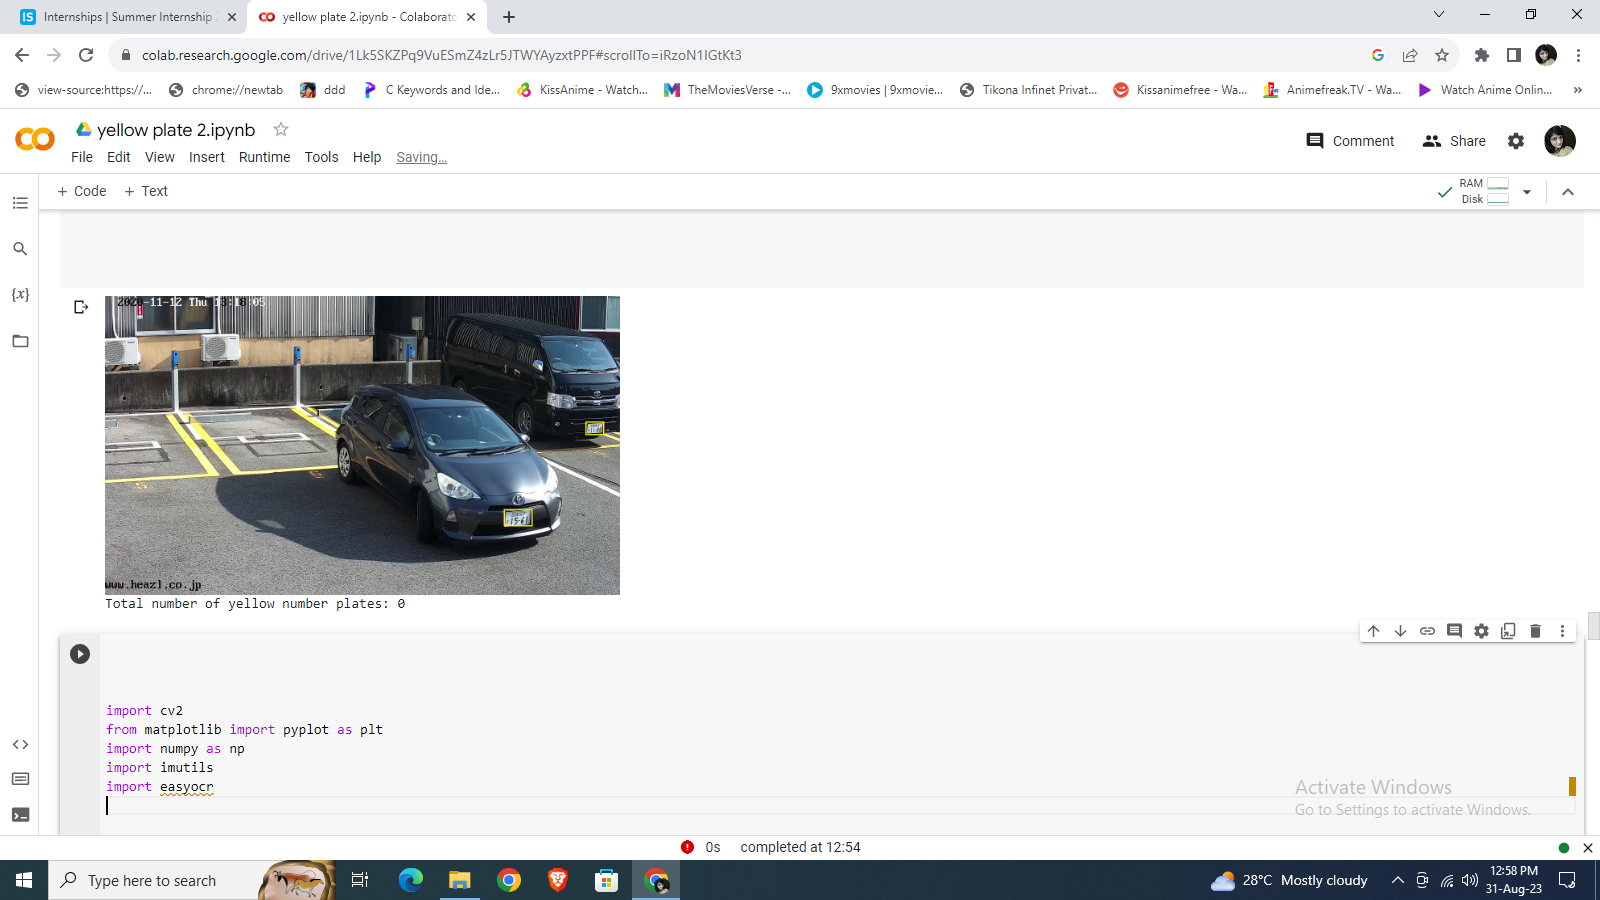 Internships | Summer Internship
yellow plate 2.ipynb - Colaborato
colab.research.google.com/drive/1Lk5SKZPq9VuESmZ4zLr5JTWYAyzxtPPF#scrollTo=iRzoN1IGtKt3
view-source:https://...
chrome://newtab
ddd
C Keywords and Ide...
KissAnime - Watch...
TheMoviesVerse -...
9xmovies | 9xmovie...
Tikona Infinet Privat...
Kissanimefree - Wa...
Animefreak.TV - Wa...
Watch Anime Onlin...
yellow plate 2.ipynb
Comment
Share
File Edit View Insert Runtime Tools Help Saving...
+ Code + Text
RAM
Disk
{x}
2020-11-12 Thu 13:18:05
15-61
www.heazl.co.jp
Total number of yellow number plates: 0
import cv2
from matplotlib import pyplot as plt
import numpy as np
import imutils
import easyocr
Activate Windows
Go to Settings to activate Windows.
0s completed at 12:54
Type here to search
28°C Mostly cloudy
12:58 PM
31-Aug-23